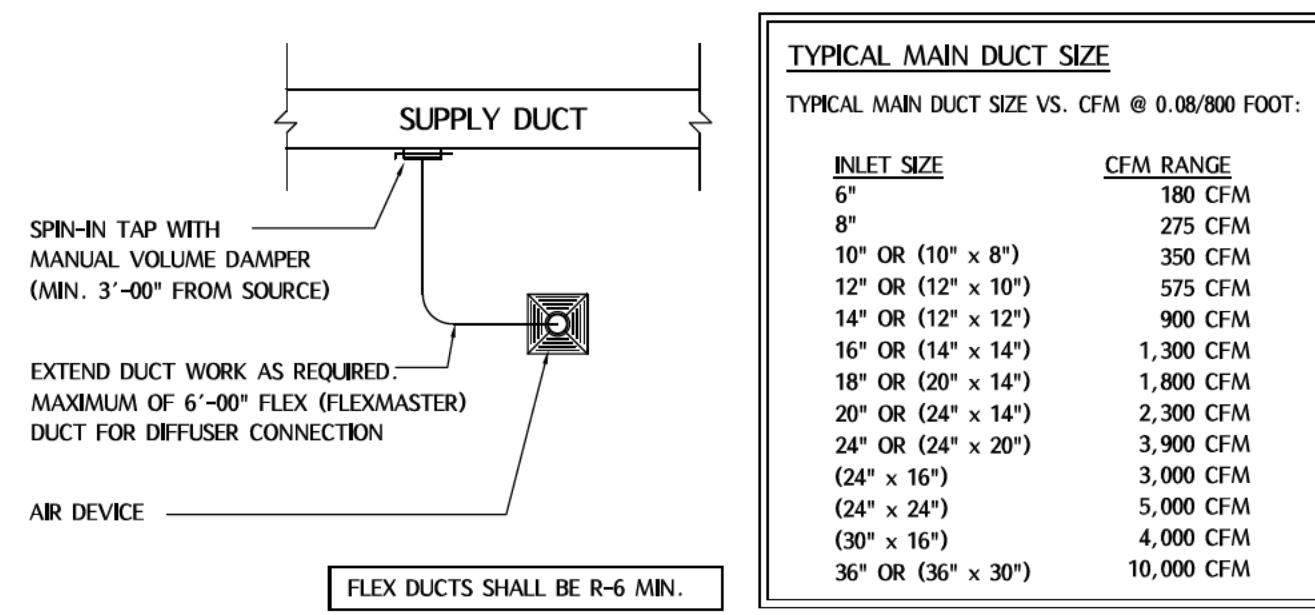 SUPPLY DUCT
SPIN-IN TAP WITH
MANUAL VOLUME DAMPER
(MIN. 3'-00" FROM SOURCE)
EXTEND DUCT WORK AS REQUIRED.
MAXIMUM OF 6'-00" FLEX (FLEXMASTER)
DUCT FOR DIFFUSER CONNECTION
AIR DEVICE
FLEX DUCTS SHALL BE R-6 MIN.
TYPICAL MAIN DUCT SIZE
TYPICAL MAIN DUCT SIZE VS. CFM @ 0.08/800 FOOT:
INLET SIZE CFM RANGE
6" 180 CFM
8" 275 CFM
10" OR (10" x 8") 350 CFM
12" OR (12" x 10") 575 CFM
14" OR (12" x 12") 900 CFM
16" OR (14" x 14") 1,300 CFM
18" OR (20" x 14") 1,800 CFM
20" OR (24" x 14") 2,300 CFM
24" OR (24" x 20") 3,900 CFM
(24" x 16") 3,000 CFM
(24" x 24") 5,000 CFM
(30" x 16") 4,000 CFM
36" OR (36" x 30") 10,000 CFM